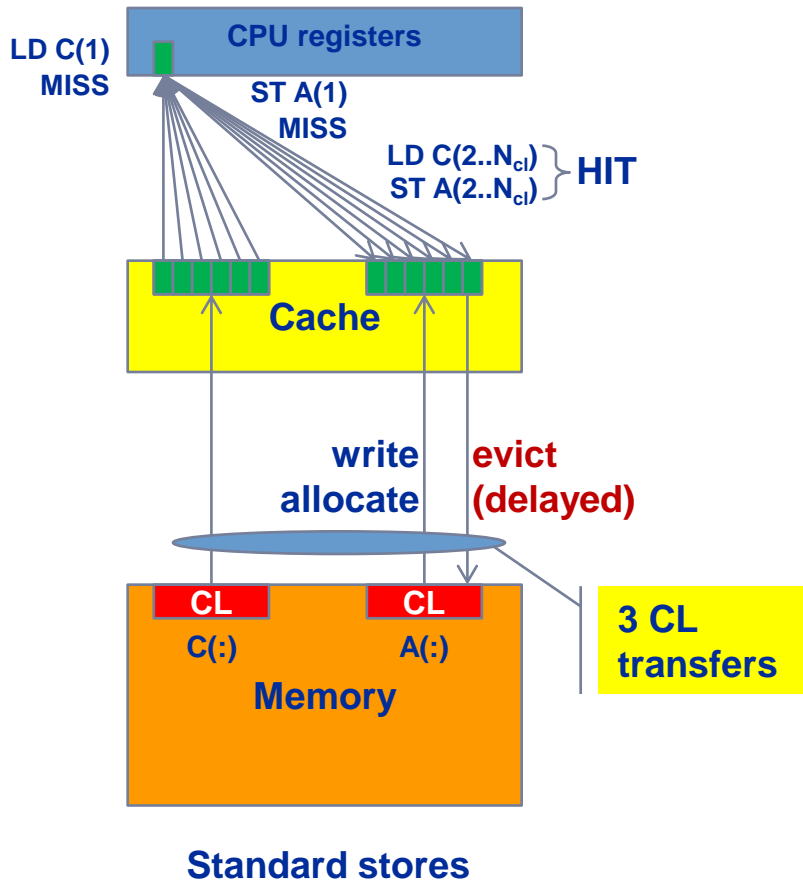 CPU registers
LD C(1)
MISS
ST A(1)
MISS
LD C(2..Ncl)
ST A(2..Ncl)
HIT
Cache
write
allocate
evict
(delayed)
CL
CL
C(:)
A(:)
3 CL
transfers
Memory
Standard stores